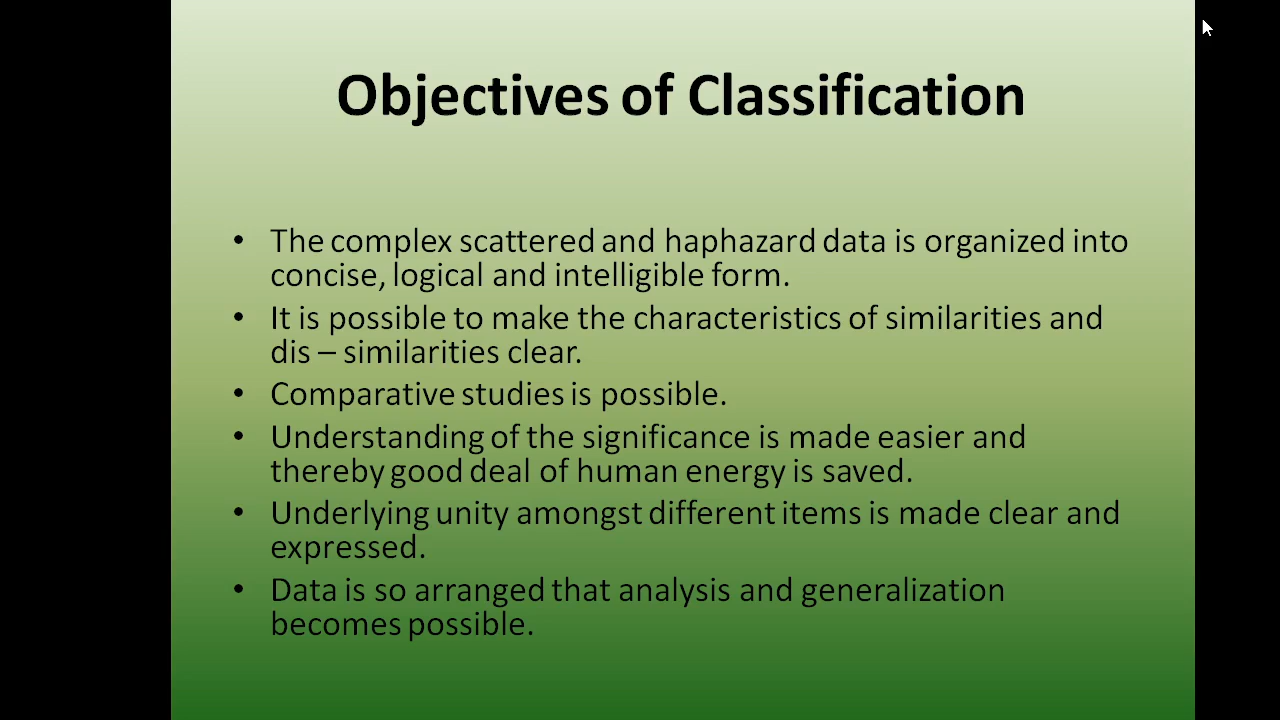 Objectives of Classification
• The complex scattered and haphazard data is organized into
concise, logical and intelligible form.
• It is possible to make the characteristics of similarities and
dis – similarities clear.
• Comparative studies is possible.
• Understanding of the significance is made easier and
thereby good deal of human energy is saved.
• Underlying unity amongst different items is made clear and
expressed.
• Data is so arranged that analysis and generalization
becomes possible.